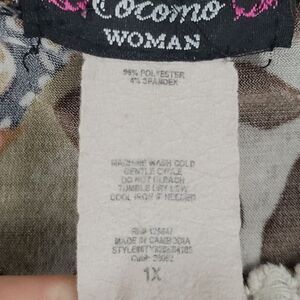 Cocomo
WOMAN
96% POLYESTER
4% SPANDEX
MACHINE WASH COLD
GENTLE CYCLE
DO NOT BLEACH
TUMBLE DRY LOW
COOL IRON IF NEEDED
MADE IN CAMBODIA
1X